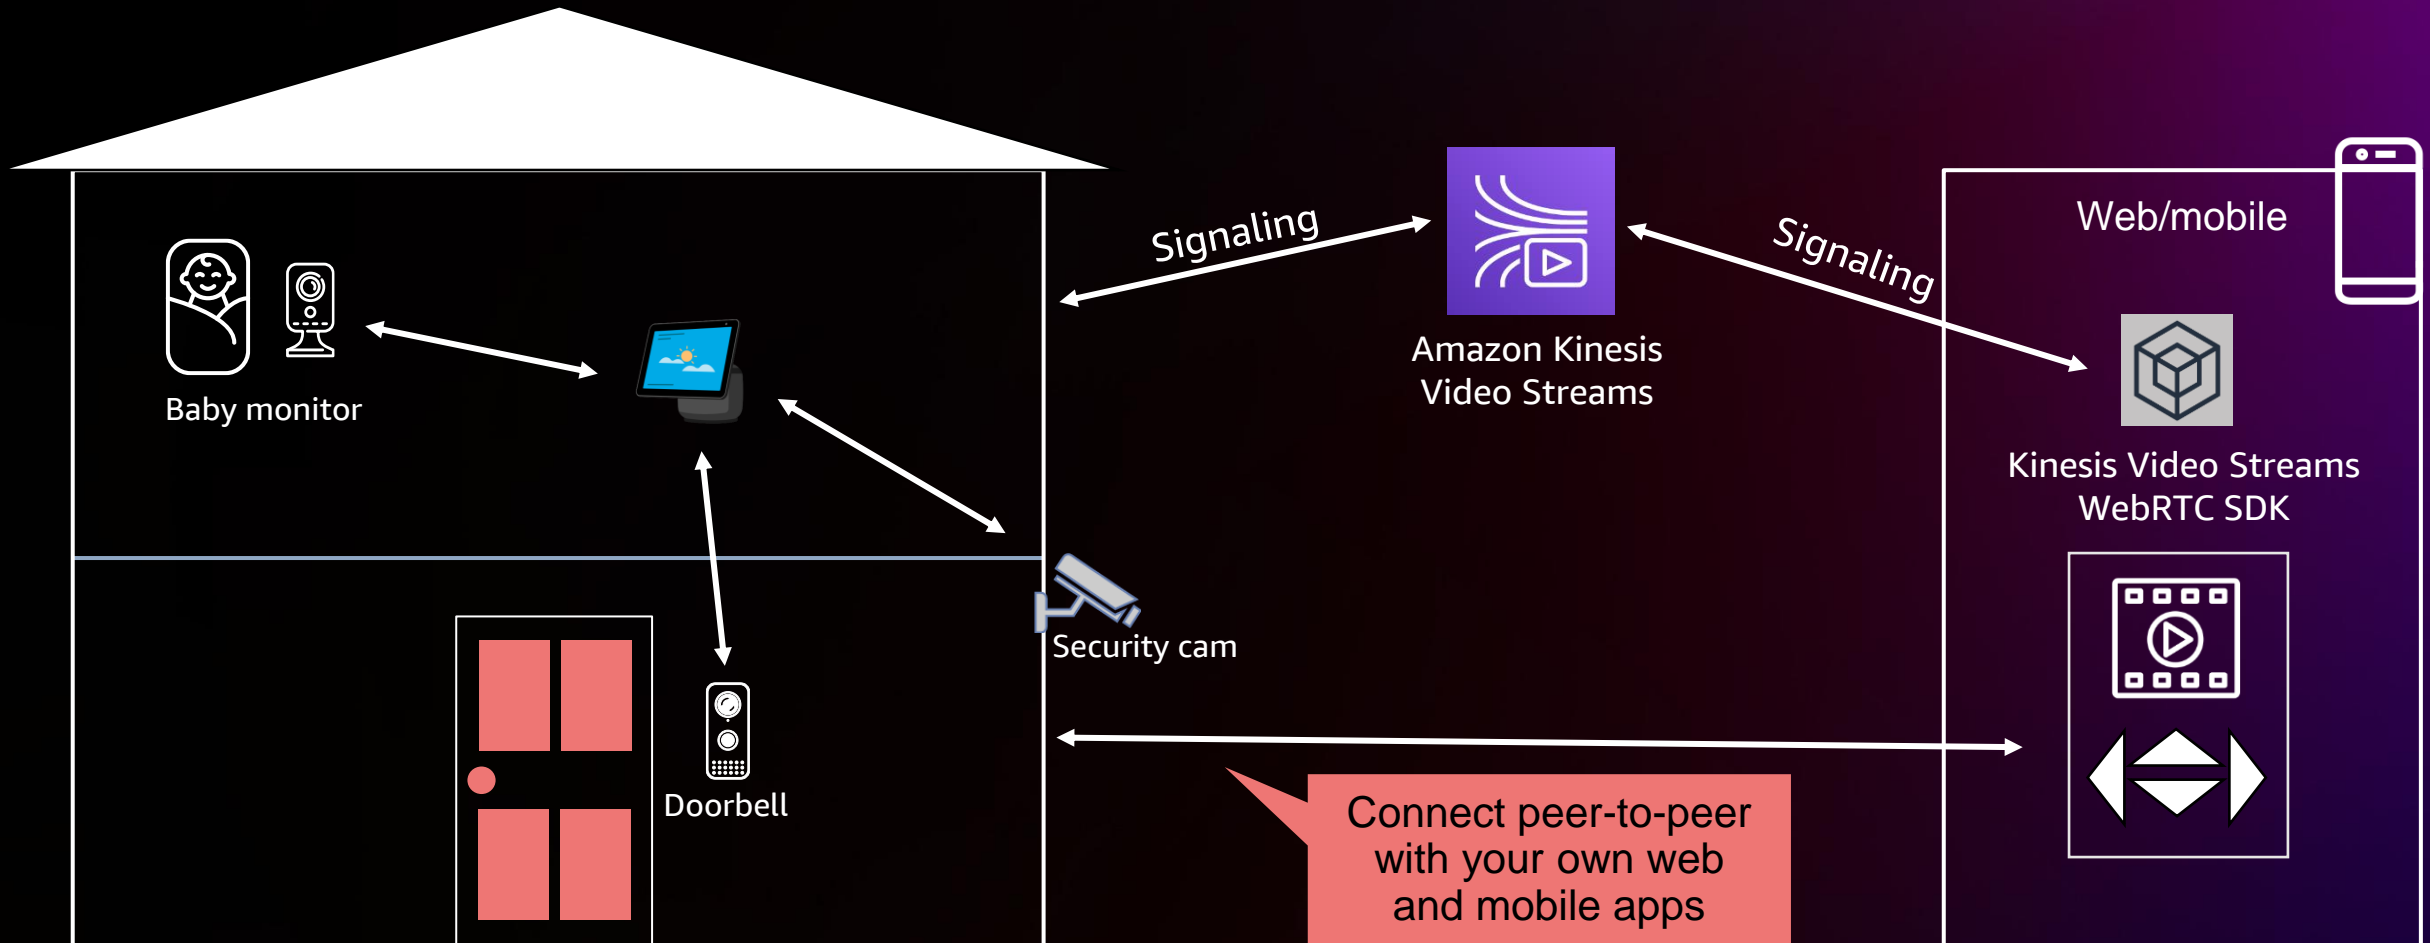 Signaling
Signaling
Web/mobile
Baby monitor
Amazon Kinesis
Video Streams
Kinesis Video Streams
WebRTC SDK
Security cam
Doorbell
Connect peer-to-peer
with your own web
and mobile apps